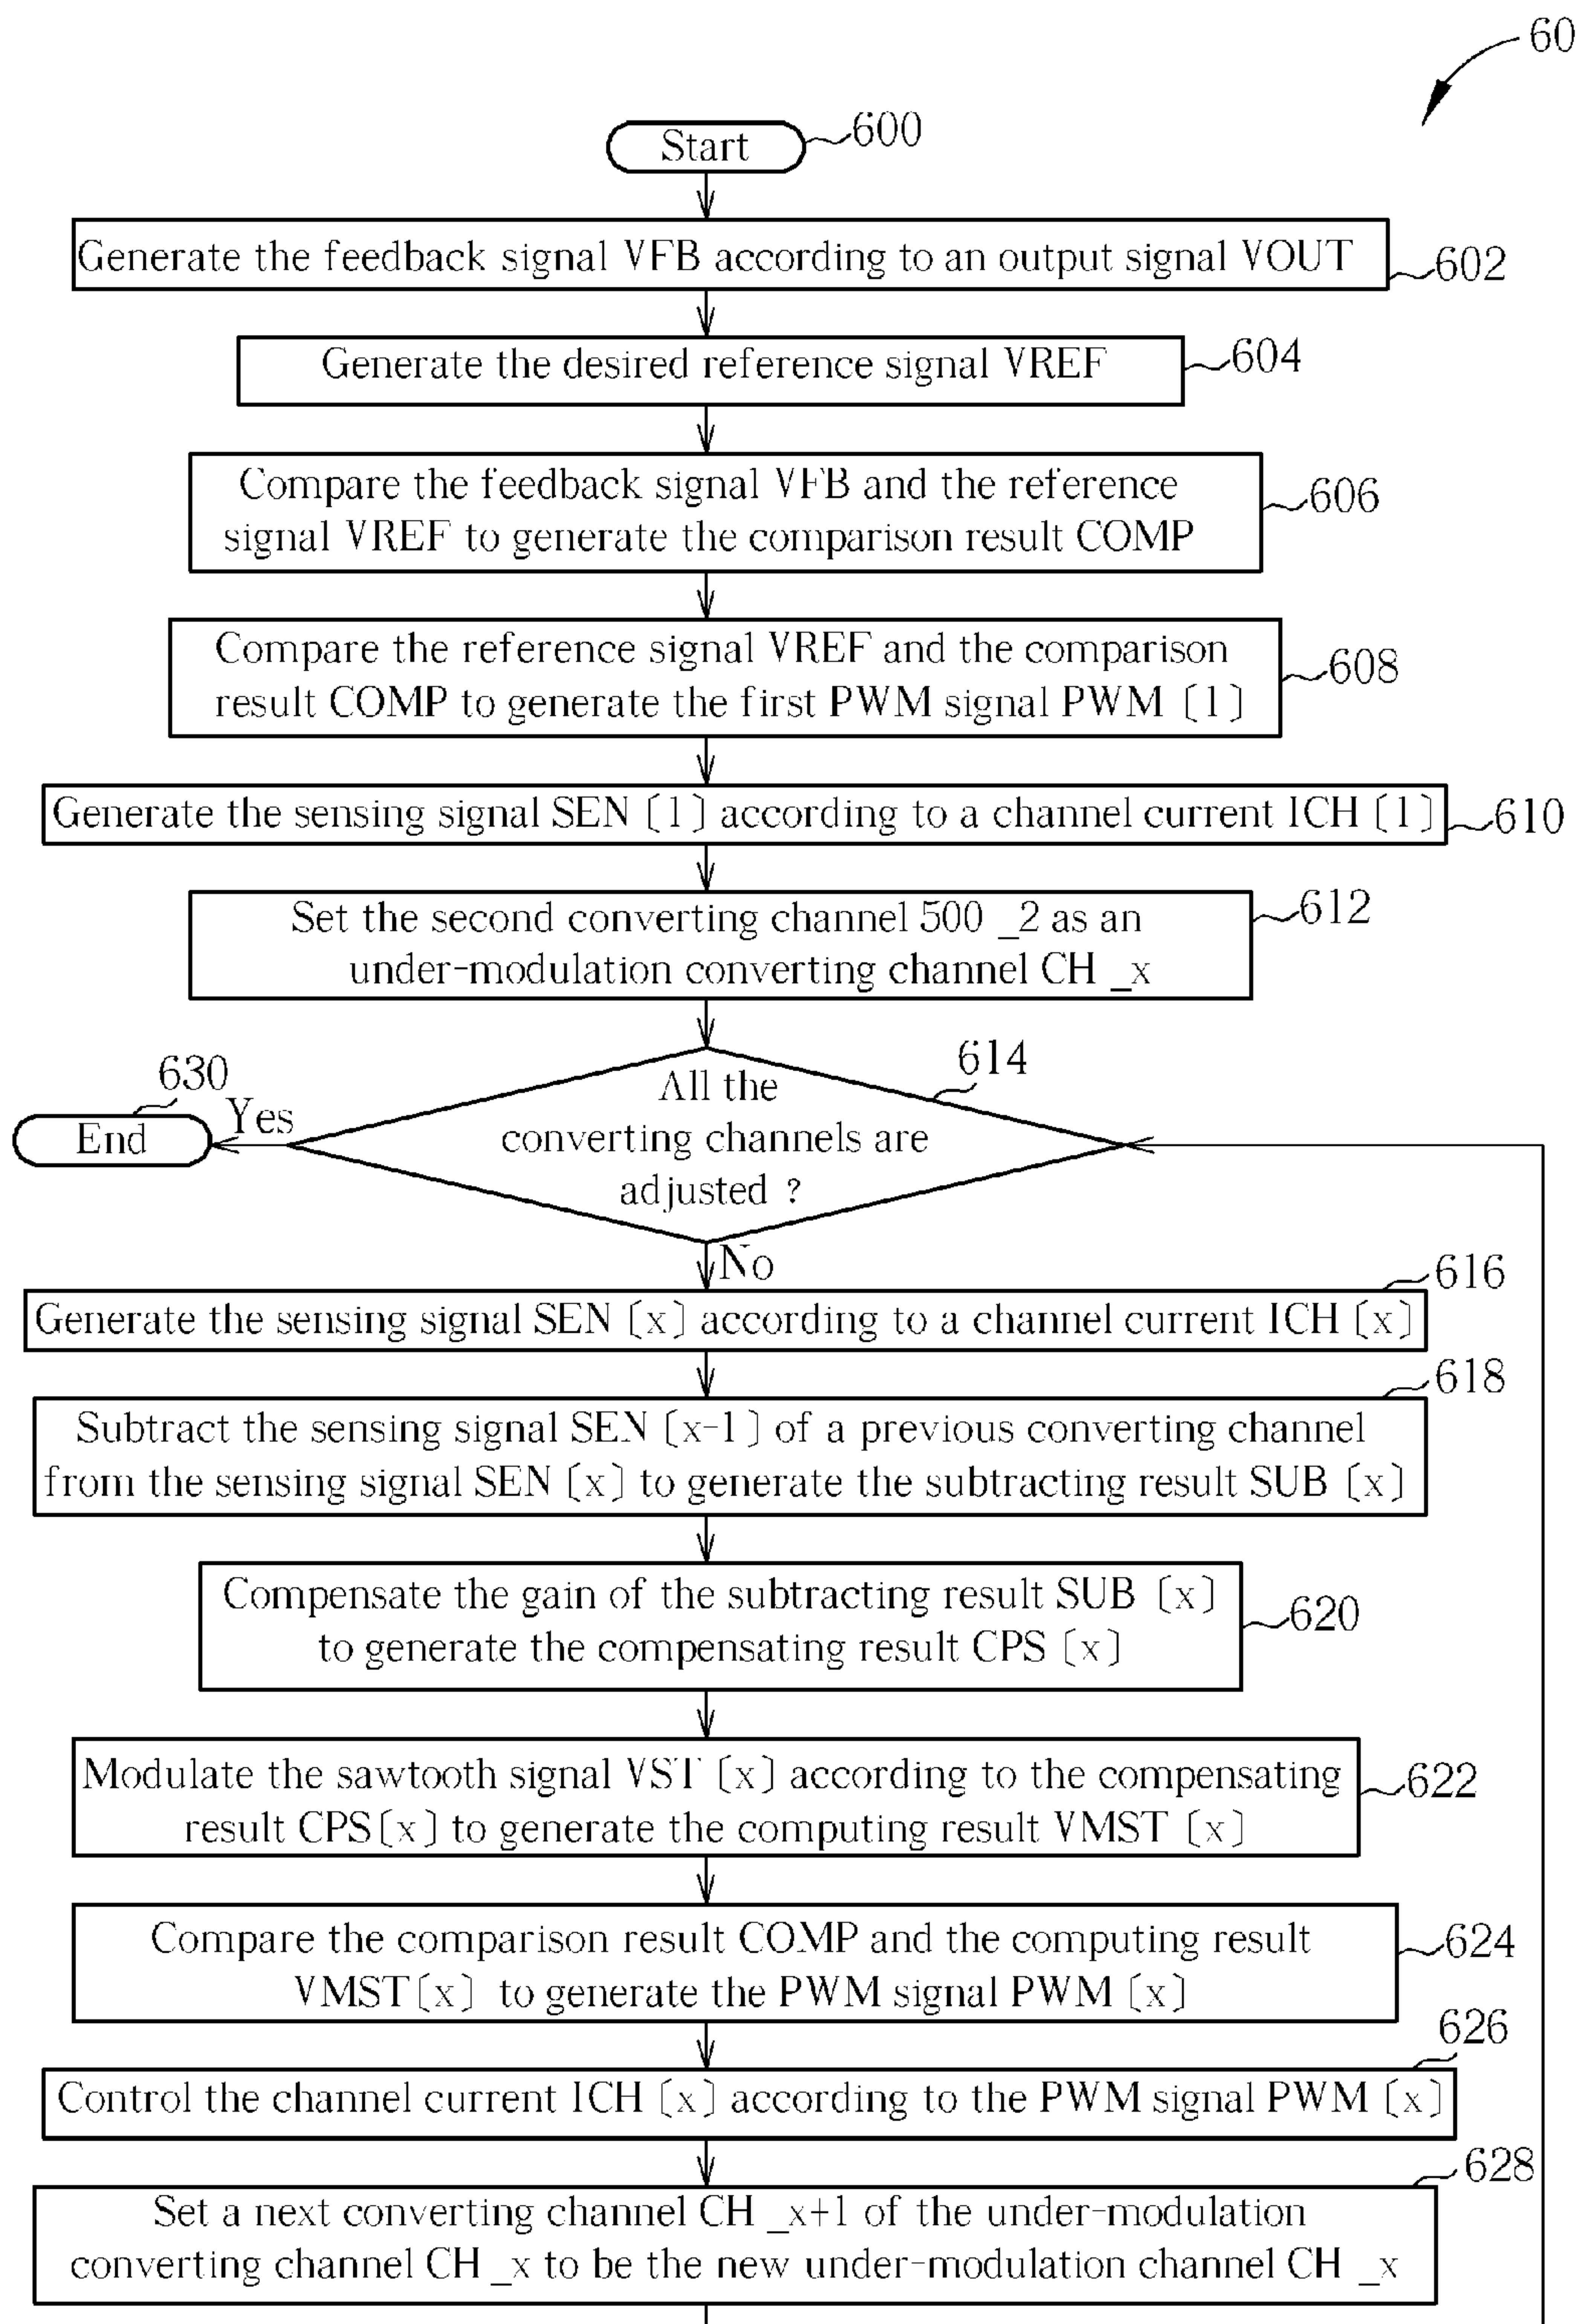 60
Start
600
Generate the feedback signal VFB according to an output signal VOUT
602
Generate the desired reference signal VREF
604
Compare the feedback signal VFB and the reference
signal VREF to generate the comparison result COMP
606
Compare the reference signal VREF and the comparison
result COMP to generate the first PWM signal PWM [1]
608
Generate the sensing signal SEN [1] according to a channel current ICH [1]
610
Set the second converting channel 500_2 as an
under-modulation converting channel CH_x
612
614
All the
converting channels are
adjusted ?
630
End
Yes
No
616
Generate the sensing signal SEN [x] according to a channel current ICH [x]
618
Subtract the sensing signal SEN [x-1] of a previous converting channel
from the sensing signal SEN [x] to generate the subtracting result SUB [x]
Compensate the gain of the subtracting result SUB [x]
to generate the compensating result CPS [x]
620
Modulate the sawtooth signal VST [x] according to the compensating
result CPS[x] to generate the computing result VMST [x]
622
Compare the comparison result COMP and the computing result
VMST[x] to generate the PWM signal PWM [x]
624
626
Control the channel current ICH [x] according to the PWM signal PWM [x]
628
Set a next converting channel CH_x+1 of the under-modulation
converting channel CH_x to be the new under-modulation channel CH_x